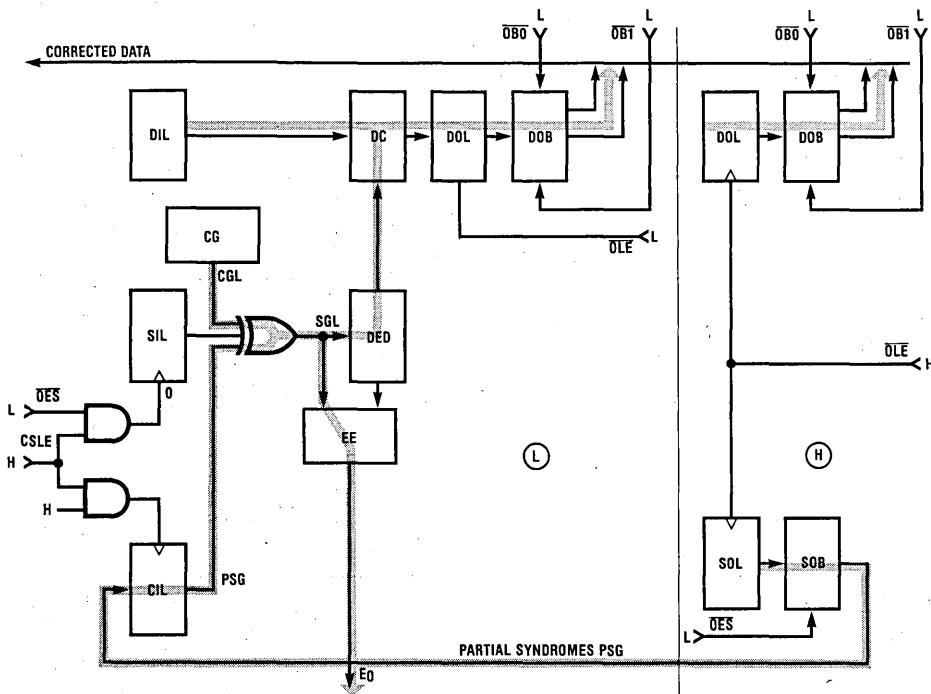 L
L
L
L
OB0
OB1
OB0
OB1
CORRECTED DATA
DIL
DC
DOL
DOB
DOL
DOB
CG
L
OLE
CGL
SIL
SGL
DED
OLE
H
0
L
OES
CSLE
EE
L
H
H
H
CIL
PSG
SOL
SOB
L
OES
PARTIAL SYNDROMES PSG
E0